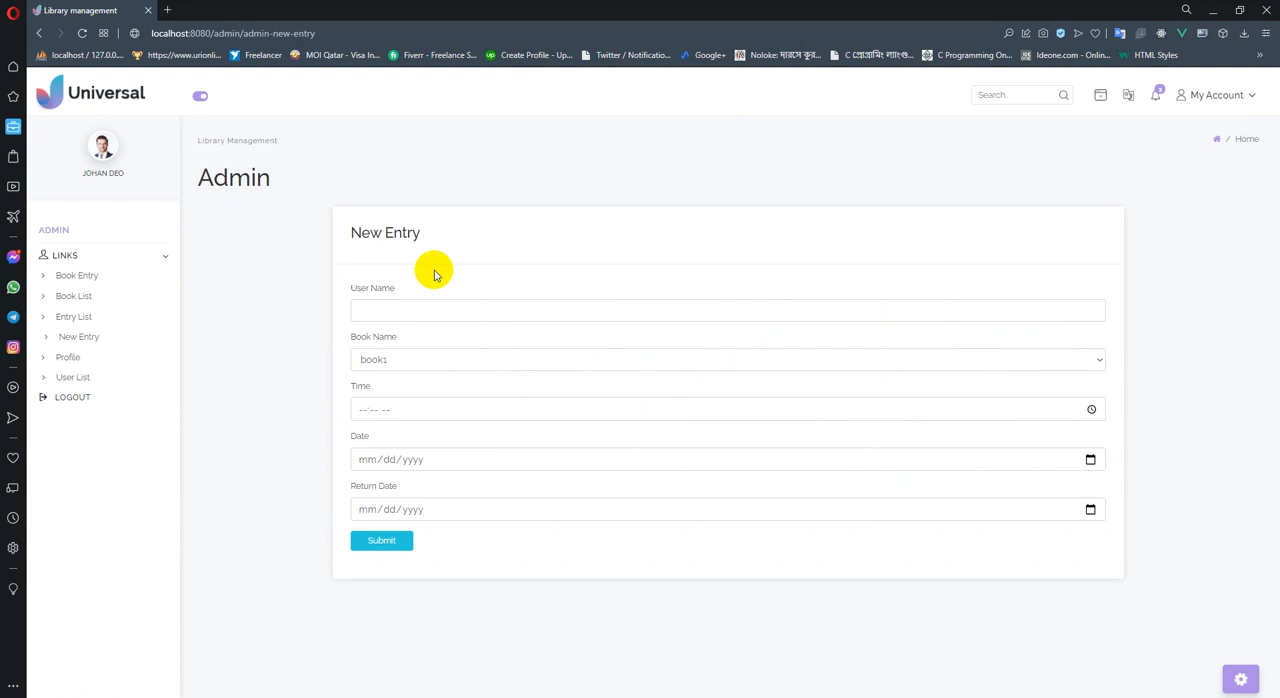 Library management
localhost:8080/admin/admin-new-entry
localhost / 127.0.0....
https://www.urionli...
Freelancer
MOI Qatar - Visa In...
Fiverr - Freelance S...
Create Profile - Up...
Twitter / Notificatio...
Google+
Noloke: দারসে কুর...
C প্রোগ্রামিং ল্যাংগু...
C Programming On...
Ideone.com - Onlin...
HTML Styles
Universal
Search.
3
My Account
JOHAN DEO
Library Management
/ Home
Admin
ADMIN
LINKS
Book Entry
Book List
Entry List
New Entry
Profile
User List
LOGOUT
New Entry
User Name
Book Name
book1
Time
--:-- --
Date
mm/dd/yyyy
Return Date
mm/dd/yyyy
Submit